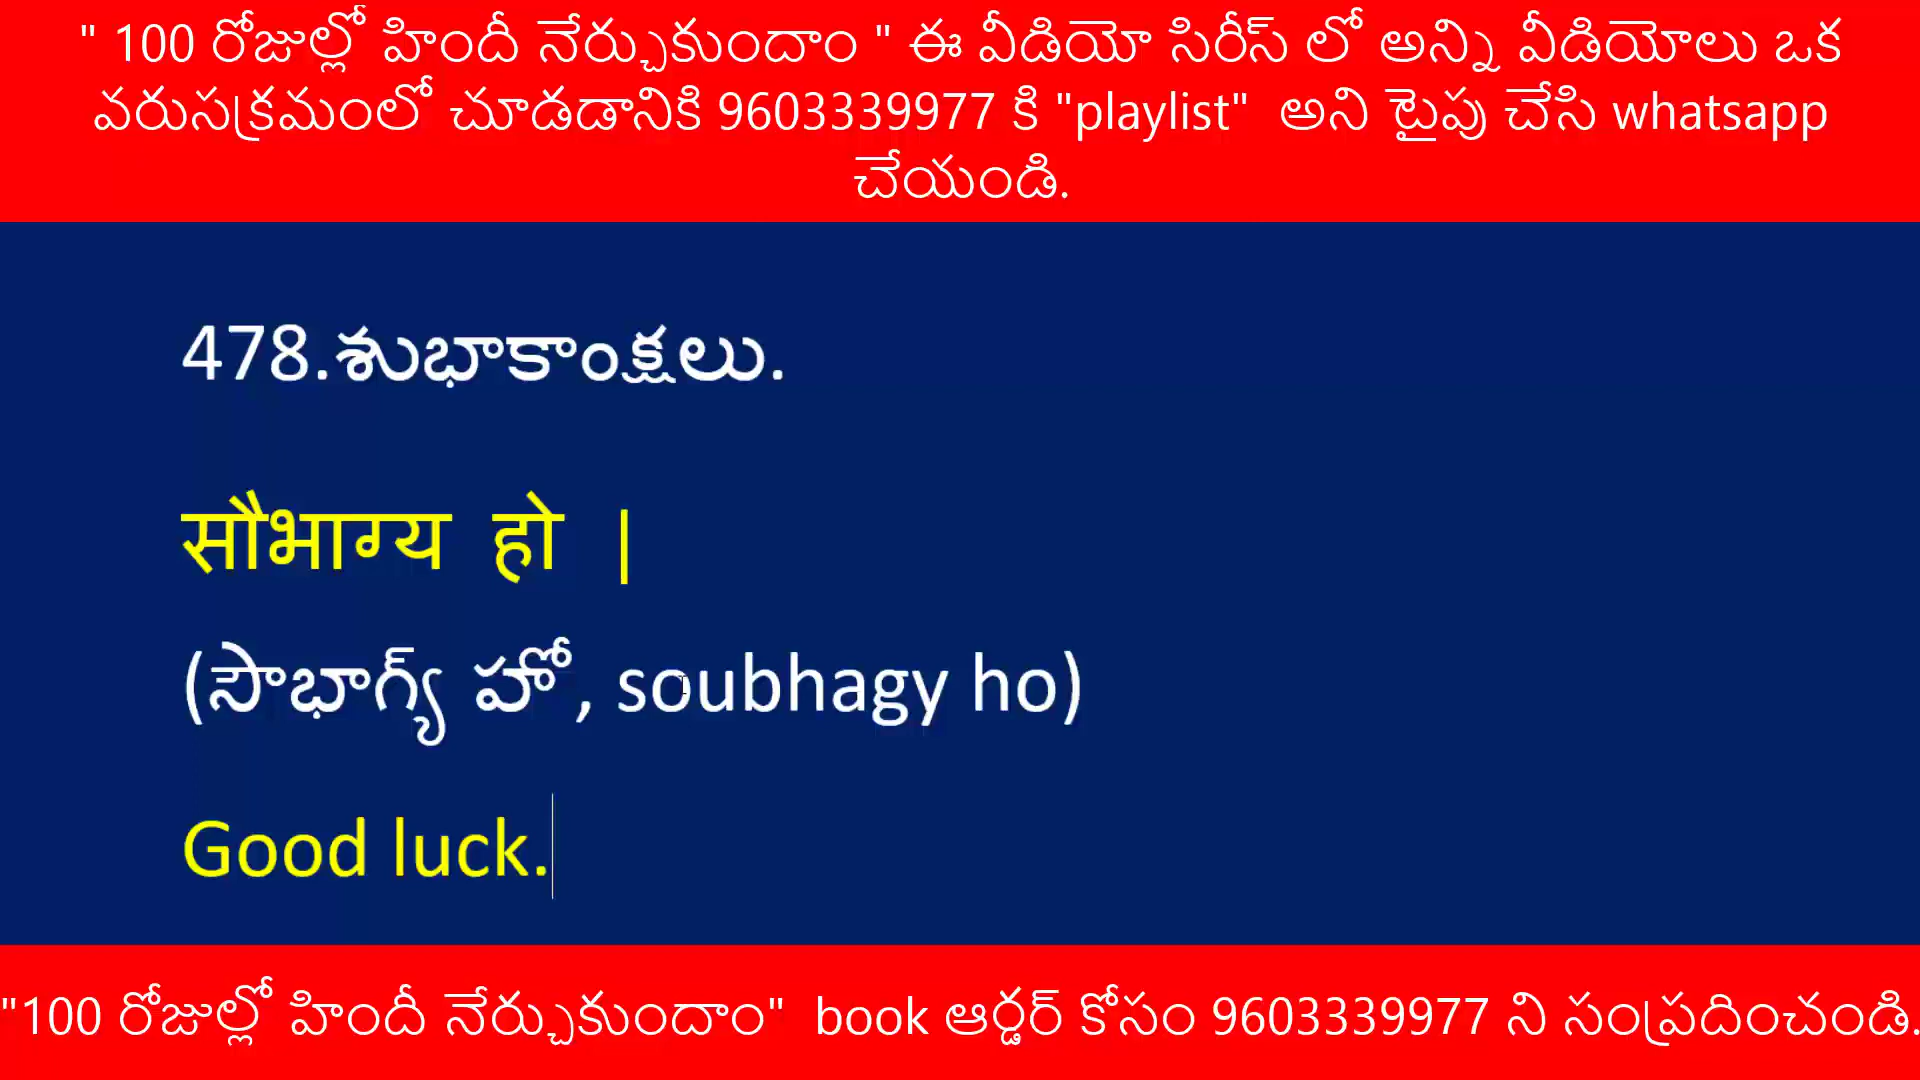 " 100 రోజుల్లో హిందీ నేర్చుకుందాం " ఈ వీడియో సిరీస్ లో అన్ని వీడియోలు ఒక
వరుసక్రమంలో చూడడానికి 9603339977 కి "playlist" అని టైపు చేసి whatsapp
చేయండి.
478.శుభాకాంక్షలు.
सौभाग्य हो |
(సౌభాగ్య్ హో, soubhagy ho)
Good luck.
"100 రోజుల్లో హిందీ నేర్చుకుందాం" book ఆర్డర్ కోసం 9603339977 ని సంప్రదించండి.